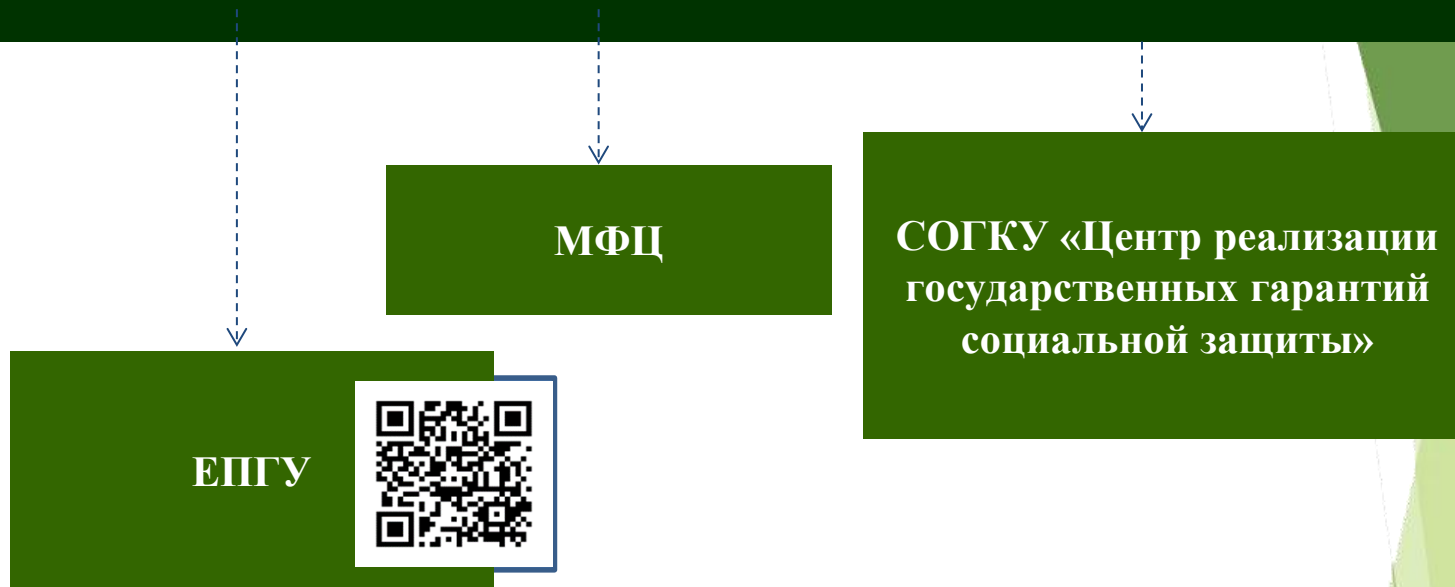 МФЦ
СОГКУ «Центр реализации
государственных гарантий
социальной защиты»
ЕПГУ